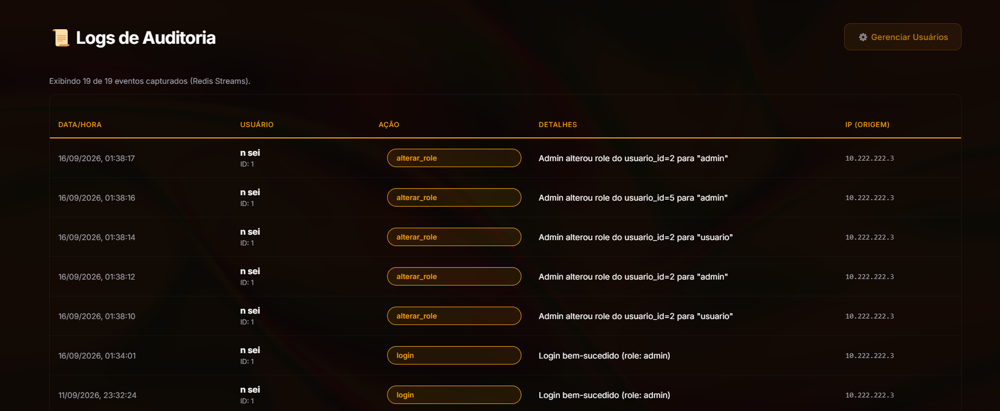 Logs de Auditoria
Gerenciar Usuários
Exibindo 19 de 19 eventos capturados (Redis Streams).
DATA/HORA USUÁRIO AÇÃO DETALHES IP (ORIGEM)
16/09/2026, 01:38:17 n sei ID: 1 alterar_role Admin alterou role do usuario_id=2 para "admin" 10.222.222.3
16/09/2026, 01:38:16 n sei ID: 1 alterar_role Admin alterou role do usuario_id=5 para "admin" 10.222.222.3
16/09/2026, 01:38:14 n sei ID: 1 alterar_role Admin alterou role do usuario_id=2 para "usuario" 10.222.222.3
16/09/2026, 01:38:12 n sei ID: 1 alterar_role Admin alterou role do usuario_id=2 para "admin" 10.222.222.3
16/09/2026, 01:38:10 n sei ID: 1 alterar_role Admin alterou role do usuario_id=2 para "usuario" 10.222.222.3
16/09/2026, 01:34:01 n sei ID: 1 login Login bem-sucedido (role: admin) 10.222.222.3
11/09/2026, 23:32:24 n sei ID: 1 login Login bem-sucedido (role: admin) 10.222.222.3